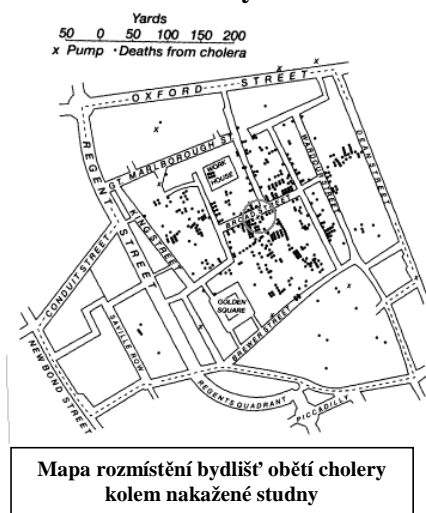 Yards
50 0 50 100 150 200
x Pump • Deaths from cholera
OXFORD STREET
REGENT STREET
GT MARLBOROUGH ST
WORK HOUSE
KING STREET
BROAD STREET
WARDOUR STREET
DEAN STREET
CONDUIT STREET
NEW BOND STREET
SAVILLE ROW
GOLDEN SQUARE
BREWER STREET
REGENTS QUADRANT
PICCADILLY
Mapa rozmístění bydlišť obětí cholery
kolem nakažené studny